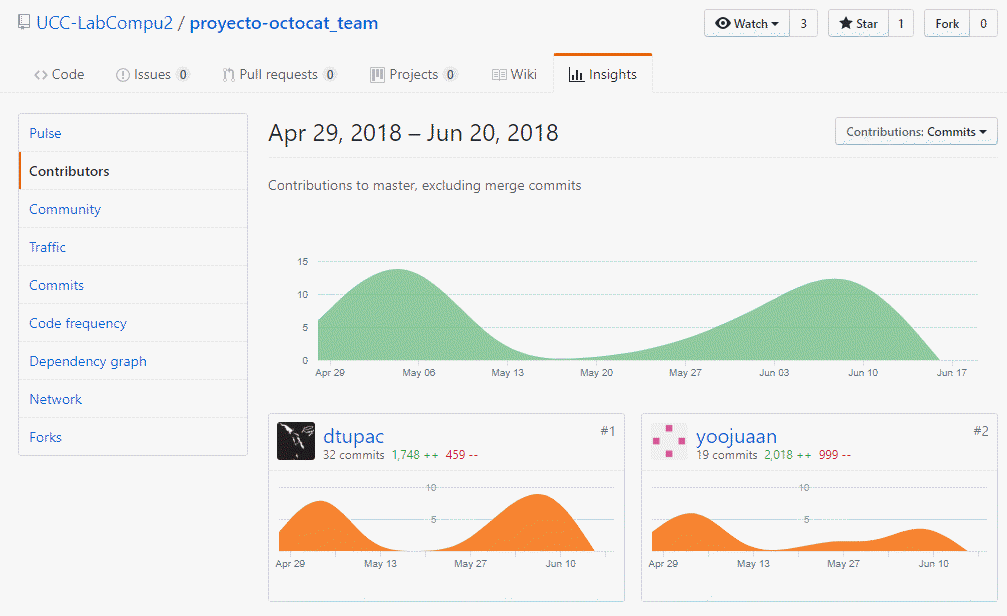 UCC-LabCompu2 / proyecto-octocat_team
Watch 3 Star 1 Fork 0
Code Issues 0 Pull requests 0 Projects 0 Wiki Insights
Pulse
Contributors
Community
Traffic
Commits
Code frequency
Dependency graph
Network
Forks
Apr 29, 2018 – Jun 20, 2018
Contributions: Commits
Contributions to master, excluding merge commits
15
10
5
0
Apr 29 May 06 May 13 May 20 May 27 Jun 03 Jun 10 Jun 17
dtupac #1
32 commits 1,748 ++ 459 --
10
5
Apr 29 May 13 May 27 Jun 10
yoojuaan #2
19 commits 2,018 ++ 999 --
10
5
Apr 29 May 13 May 27 Jun 10